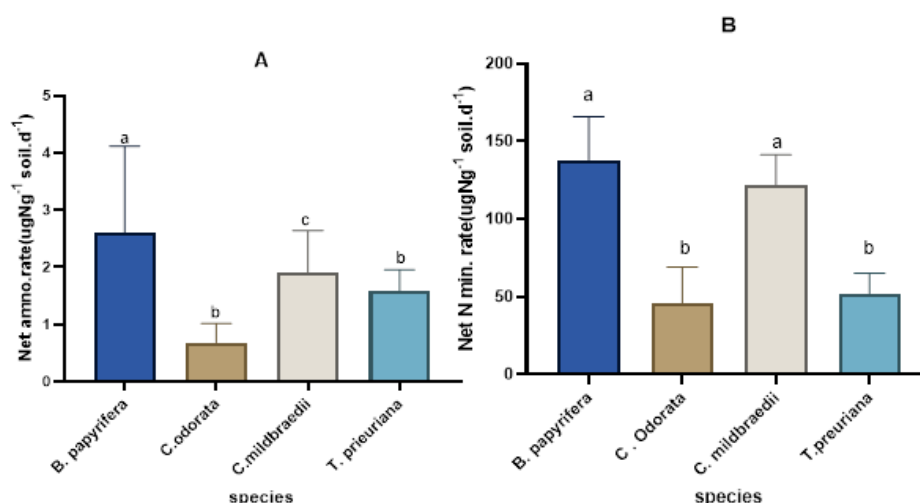 A
Net amno.rate(ugNg⁻¹ soil.d⁻¹)
5
4
3
2
1
0
a
b
c
b
B. papyrifera
C.odorata
C.mildbraedii
T. prieuriana
species
B
Net N min. rate(ugNg⁻¹ soil.d⁻¹)
200
150
100
50
0
a
b
a
b
B. papyrifera
C . Odorata
C. mildbraedii
T.preuriana
species